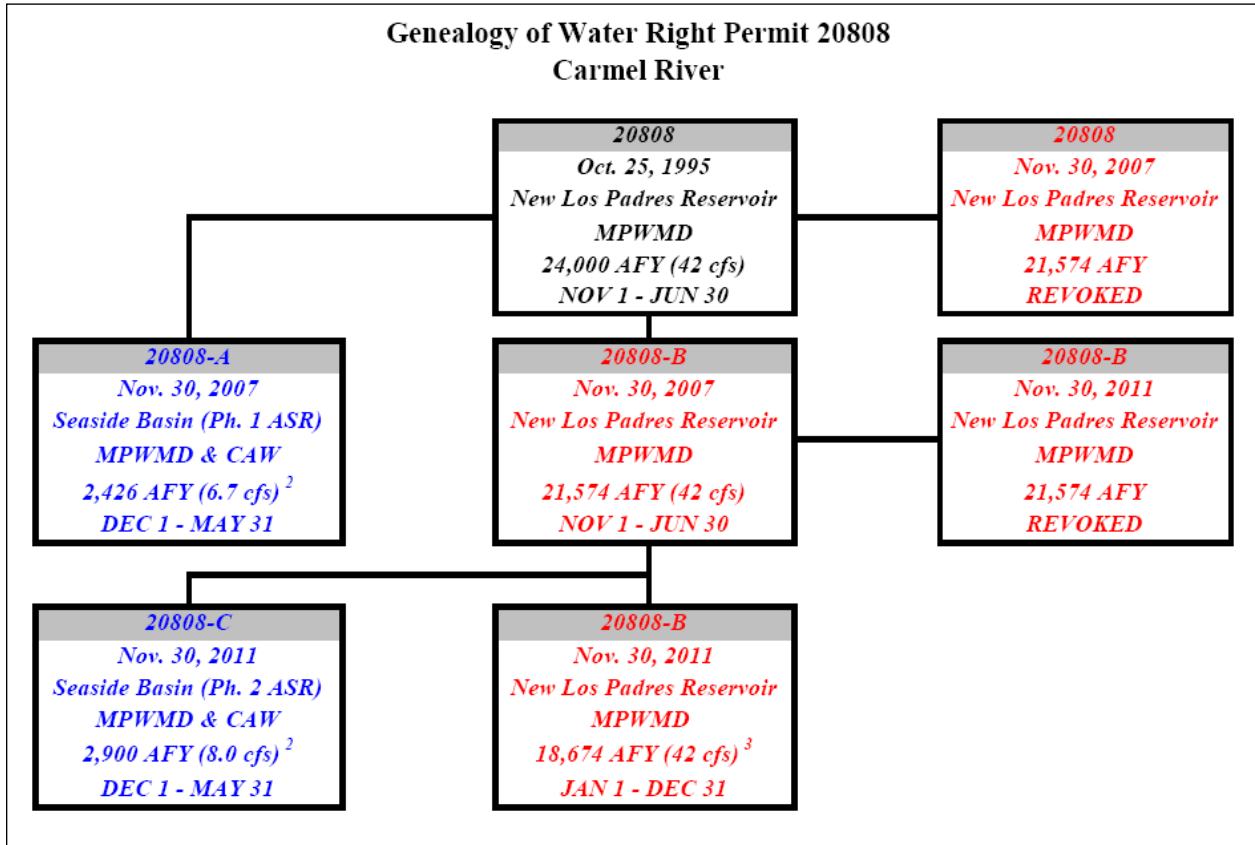 Genealogy of Water Right Permit 20808
Carmel River
20808
Oct. 25, 1995
New Los Padres Reservoir
MPWMD
24,000 AFY (42 cfs)
NOV 1 - JUN 30
20808
Nov. 30, 2007
New Los Padres Reservoir
MPWMD
21,574 AFY
REVOKED
20808-A
Nov. 30, 2007
Seaside Basin (Ph. 1 ASR)
MPWMD & CAW
2,426 AFY (6.7 cfs) 2
DEC 1 - MAY 31
20808-B
Nov. 30, 2007
New Los Padres Reservoir
MPWMD
21,574 AFY (42 cfs)
NOV 1 - JUN 30
20808-B
Nov. 30, 2011
New Los Padres Reservoir
MPWMD
21,574 AFY
REVOKED
20808-C
Nov. 30, 2011
Seaside Basin (Ph. 2 ASR)
MPWMD & CAW
2,900 AFY (8.0 cfs) 2
DEC 1 - MAY 31
20808-B
Nov. 30, 2011
New Los Padres Reservoir
MPWMD
18,674 AFY (42 cfs) 3
JAN 1 - DEC 31